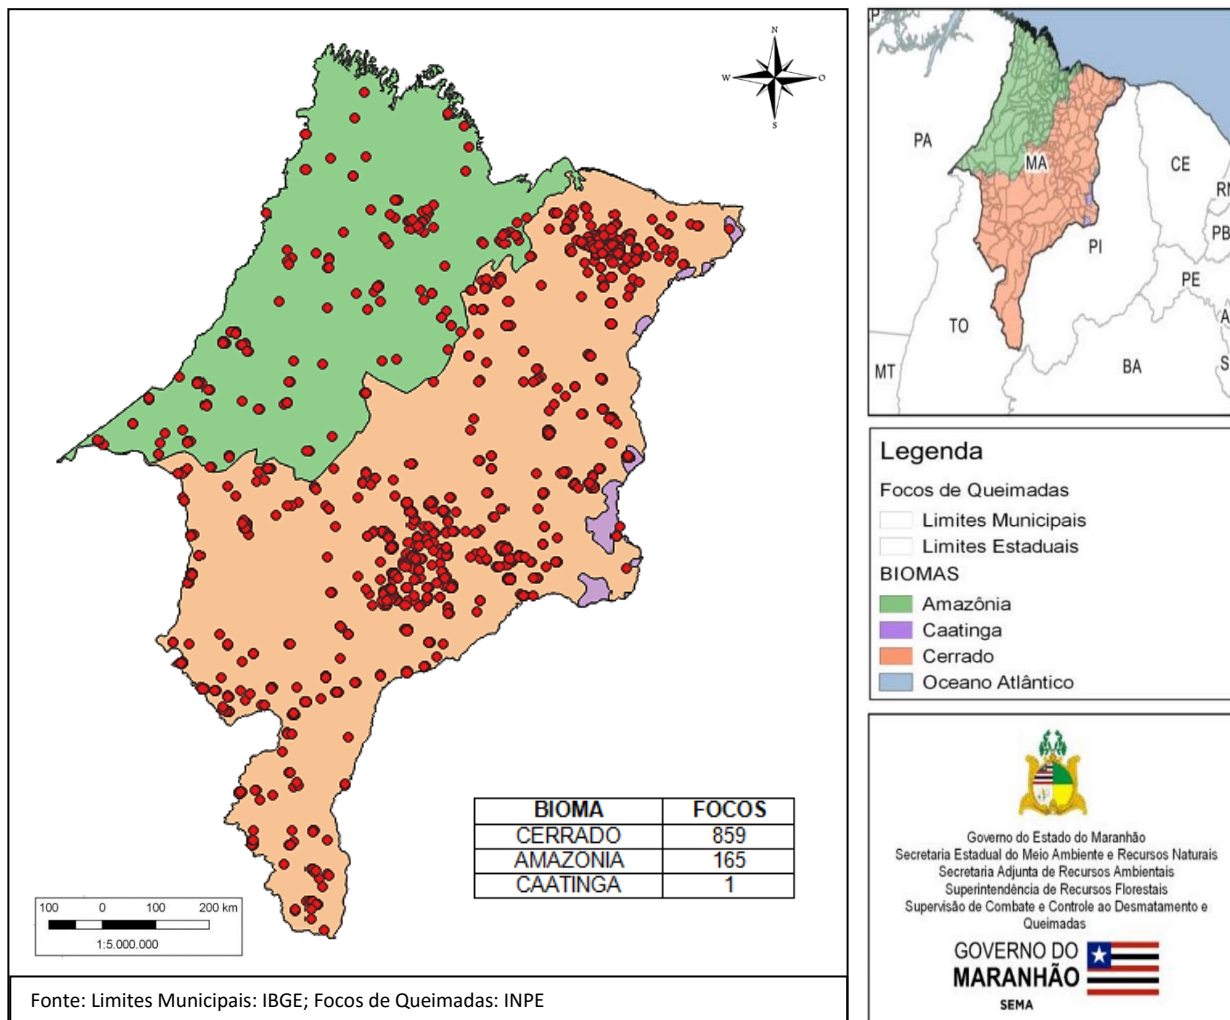 N
W
O
S
BIOMA FOCOS
CERRADO 859
AMAZONIA 165
CAATINGA 1
100 0 100 200 km
1:5.000.000
Fonte: Limites Municipais: IBGE; Focos de Queimadas: INPE
AP
PA
MA
CE
RN
PB
PI
PE
TO
A
BA
S
MT
Legenda
Focos de Queimadas
Limites Municipais
Limites Estaduais
BIOMAS
Amazônia
Caatinga
Cerrado
Oceano Atlântico
Governo do Estado do Maranhão
Secretaria Estadual do Meio Ambiente e Recursos Naturais
Secretaria Adjunta de Recursos Ambientais
Superintendência de Recursos Florestais
Supervisão de Combate e Controle ao Desmatamento e
Queimadas
GOVERNO DO
MARANHÃO
SEMA